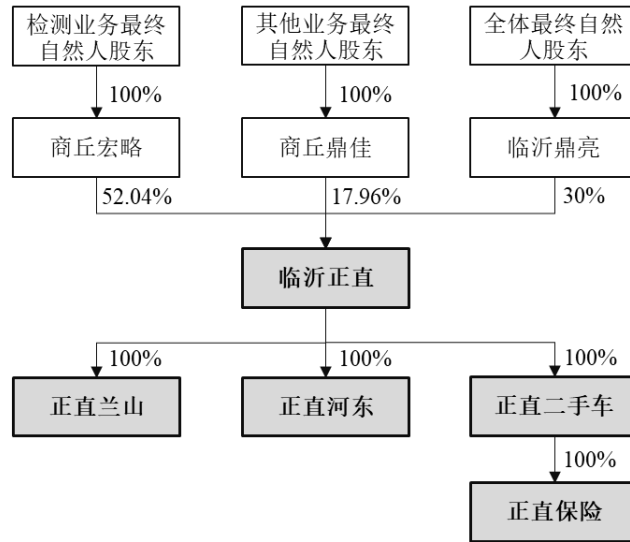 检测业务最终
自然人股东
其他业务最终
自然人股东
全体最终自然
人股东
100%
100%
100%
商丘宏略
商丘鼎佳
临沂鼎亮
52.04%
17.96%
30%
临沂正直
100%
100%
100%
正直兰山
正直河东
正直二手车
100%
正直保险